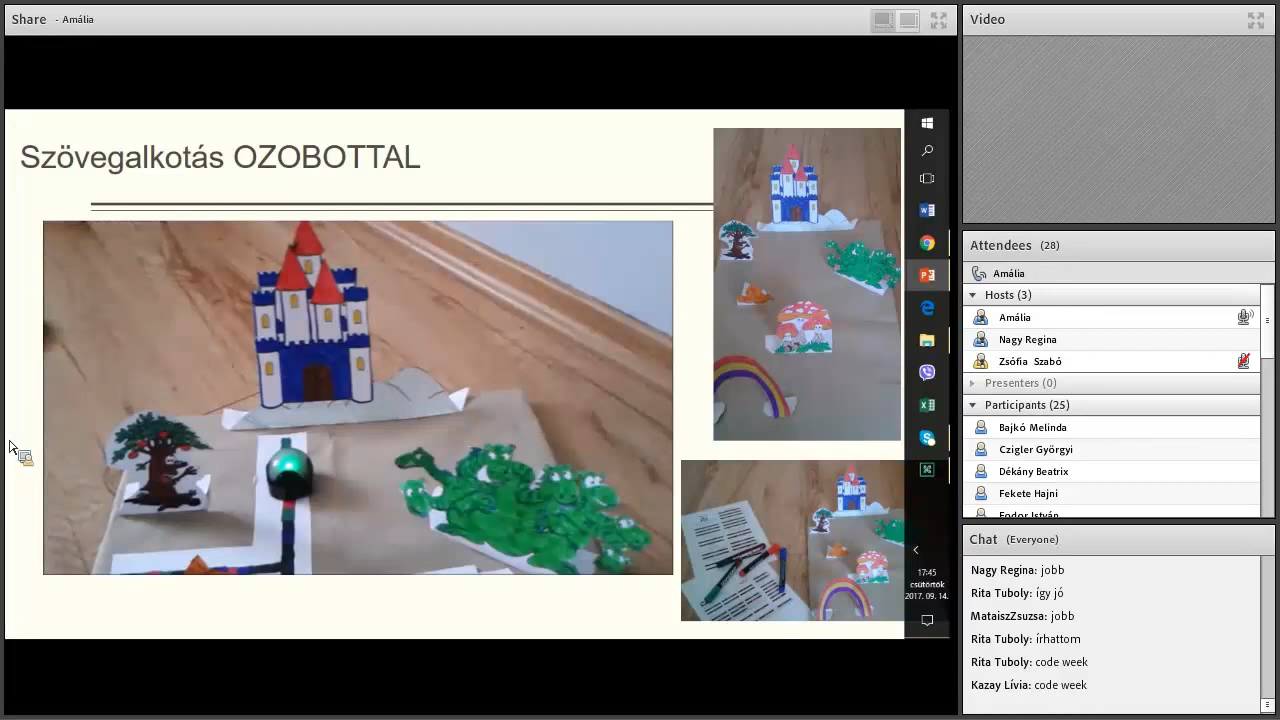 Share - Amália
Szövegalkotás OZOBOTTAL
17:45
csütörtök
2017. 09. 14.
Video
Attendees (28)
Amália
Hosts (3)
Amália
Nagy Regina
Zsófia Szabó
Presenters (0)
Participants (25)
Bajkó Melinda
Czigler Györgyi
Dékány Beatrix
Fekete Hajni
Fodor István
Chat (Everyone)
Nagy Regina: jobb
Rita Tuboly: így jó
MataiszZsuzsa: jobb
Rita Tuboly: írhattom
Rita Tuboly: code week
Kazay Lívia: code week